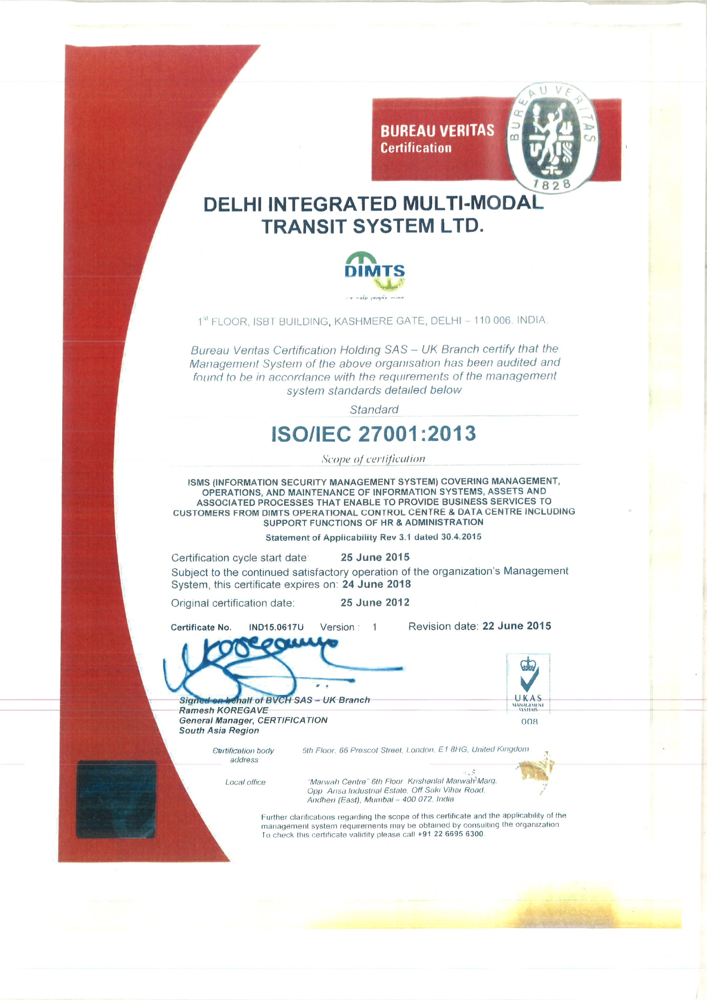 BUREAU VERITAS
Certification
BUREAU VERITAS
1828
DELHI INTEGRATED MULTI-MODAL
TRANSIT SYSTEM LTD.
DIMTS
people
1st FLOOR, ISBT BUILDING, KASHMERE GATE, DELHI – 110 006. INDIA.
Bureau Veritas Certification Holding SAS – UK Branch certify that the
Management System of the above organisation has been audited and
found to be in accordance with the requirements of the management
system standards detailed below
Standard
ISO/IEC 27001:2013
Scope of certification
ISMS (INFORMATION SECURITY MANAGEMENT SYSTEM) COVERING MANAGEMENT,
OPERATIONS, AND MAINTENANCE OF INFORMATION SYSTEMS, ASSETS AND
ASSOCIATED PROCESSES THAT ENABLE TO PROVIDE BUSINESS SERVICES TO
CUSTOMERS FROM DIMTS OPERATIONAL CONTROL CENTRE & DATA CENTRE INCLUDING
SUPPORT FUNCTIONS OF HR & ADMINISTRATION
Statement of Applicability Rev 3.1 dated 30.4.2015
Certification cycle start date: 25 June 2015
Subject to the continued satisfactory operation of the organization's Management
System, this certificate expires on: 24 June 2018
Original certification date: 25 June 2012
Certificate No. IND15.0617U Version : 1 Revision date: 22 June 2015
Signed on behalf of BVCH SAS – UK Branch
Ramesh KOREGAVE
General Manager, CERTIFICATION
South Asia Region
UKAS
MANAGEMENT
SYSTEMS
008
Certification body
address
5th Floor, 66 Prescot Street, London, E1 8HG, United Kingdom
Local office
"Marwah Centre" 6th Floor Krishanlal Marwah Marg,
Opp Ansa Industrial Estate, Off Saki Vihar Road,
Andheri (East), Mumbai – 400 072. India
Further clarifications regarding the scope of this certificate and the applicability of the
management system requirements may be obtained by consulting the organization
To check this certificate validity please call +91 22 6695 6300.